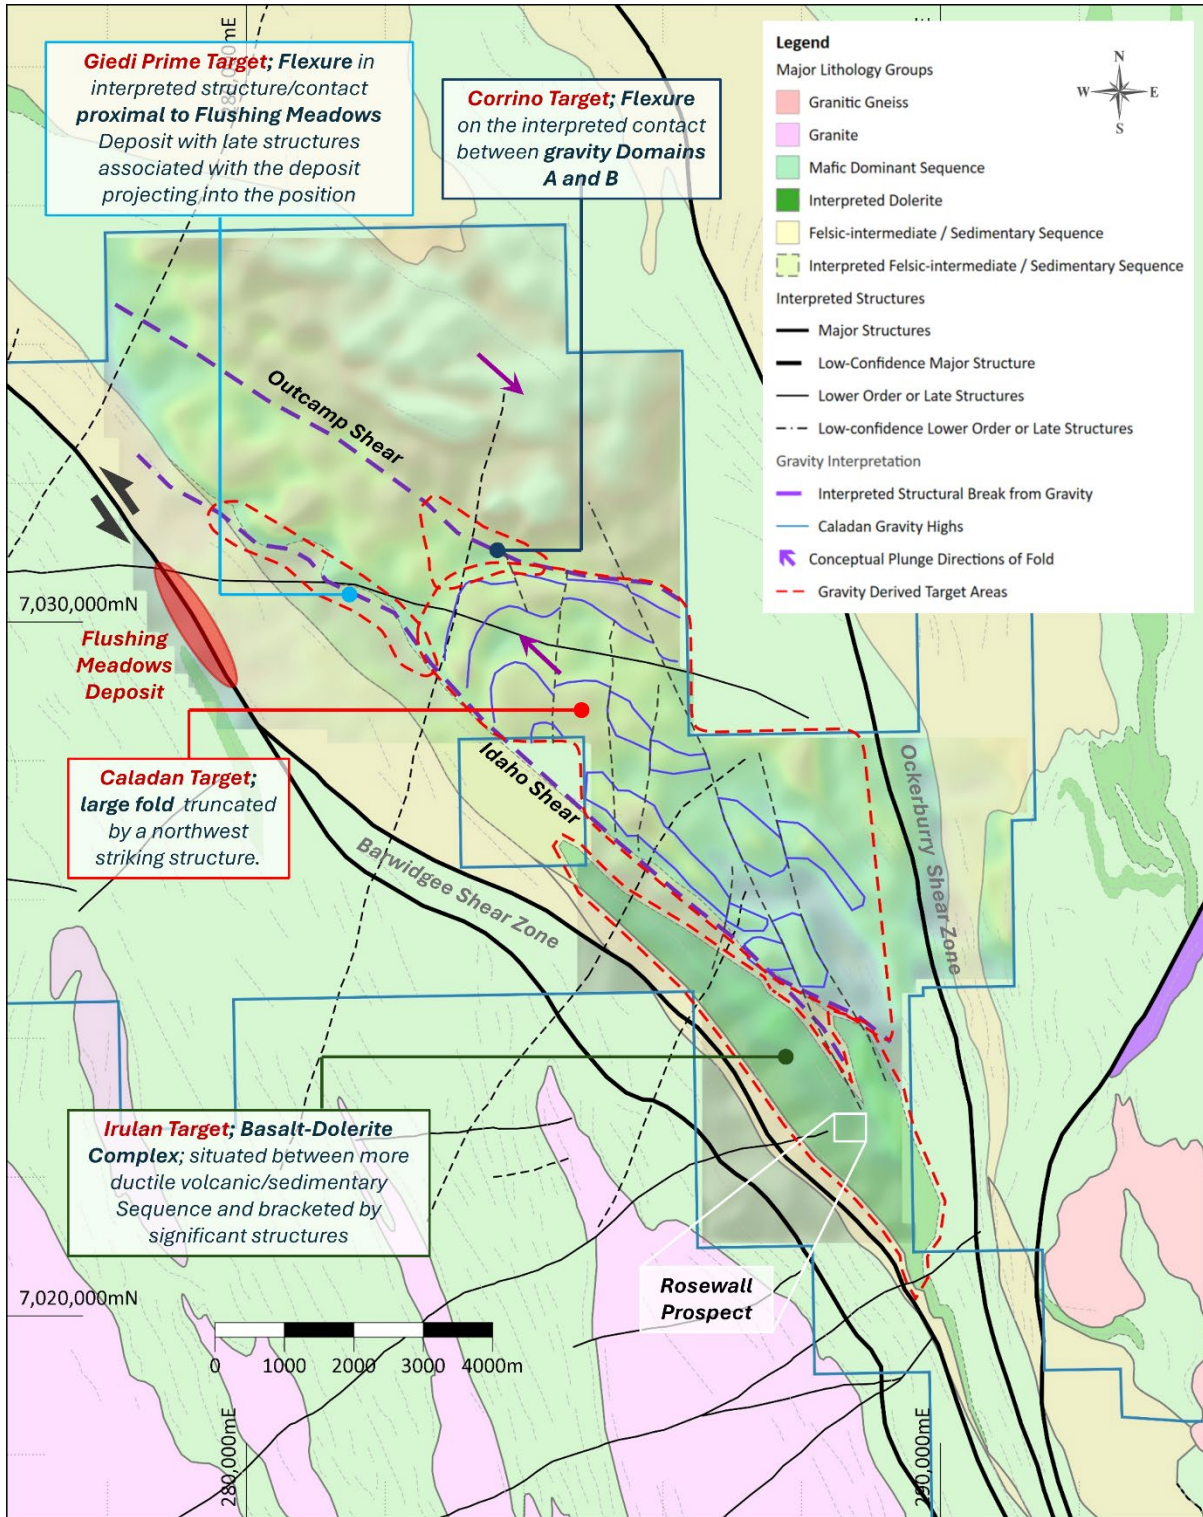 Giedi Prime Target; Flexure in
interpreted structure/contact
proximal to Flushing Meadows
Deposit with late structures
associated with the deposit
projecting into the position
Corrino Target; Flexure
on the interpreted contact
between gravity Domains
A and B
Legend
Major Lithology Groups
Granitic Gneiss
Granite
Mafic Dominant Sequence
Interpreted Dolerite
Felsic-intermediate / Sedimentary Sequence
Interpreted Felsic-intermediate / Sedimentary Sequence
Interpreted Structures
Major Structures
Low-Confidence Major Structure
Lower Order or Late Structures
Low-confidence Lower Order or Late Structures
Gravity Interpretation
Interpreted Structural Break from Gravity
Caladan Gravity Highs
Conceptual Plunge Directions of Fold
Gravity Derived Target Areas
N
W
E
S
Outcamp Shear
7,030,000mN
Flushing
Meadows
Deposit
Caladan Target;
large fold truncated
by a northwest
striking structure.
Idaho Shear
Barwidgee Shear Zone
Ockerburry Shear Zone
Irulan Target; Basalt-Dolerite
Complex; situated between more
ductile volcanic/sedimentary
Sequence and bracketed by
significant structures
Rosewall
Prospect
7,020,000mN
0 1000 2000 3000 4000m
280,000mE
290,000mE